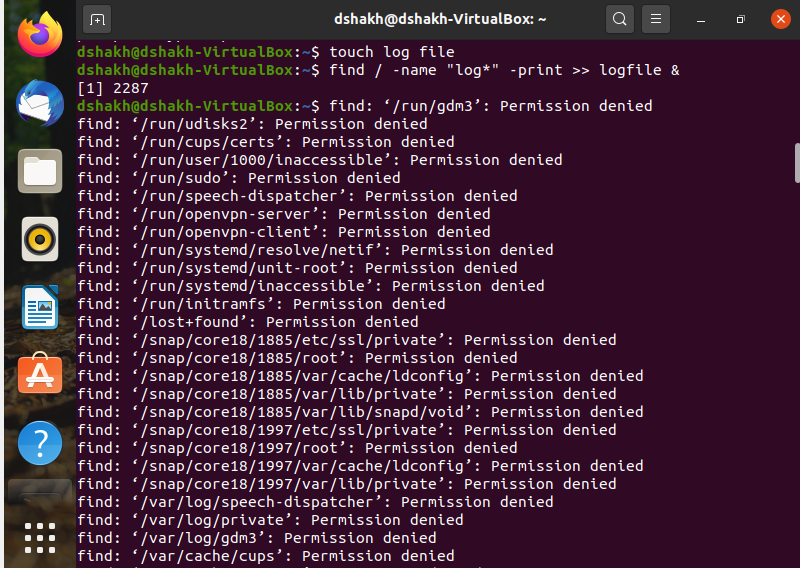 dshakh@dshakh-VirtualBox: ~
dshakh@dshakh-VirtualBox:~$ touch log file
dshakh@dshakh-VirtualBox:~$ find / -name "log*" -print >> logfile &
[1] 2287
dshakh@dshakh-VirtualBox:~$ find: ‘/run/gdm3’: Permission denied
find: ‘/run/udisks2’: Permission denied
find: ‘/run/cups/certs’: Permission denied
find: ‘/run/user/1000/inaccessible’: Permission denied
find: ‘/run/sudo’: Permission denied
find: ‘/run/speech-dispatcher’: Permission denied
find: ‘/run/openvpn-server’: Permission denied
find: ‘/run/openvpn-client’: Permission denied
find: ‘/run/systemd/resolve/netif’: Permission denied
find: ‘/run/systemd/unit-root’: Permission denied
find: ‘/run/systemd/inaccessible’: Permission denied
find: ‘/run/initramfs’: Permission denied
find: ‘/lost+found’: Permission denied
find: ‘/snap/core18/1885/etc/ssl/private’: Permission denied
find: ‘/snap/core18/1885/root’: Permission denied
find: ‘/snap/core18/1885/var/cache/ldconfig’: Permission denied
find: ‘/snap/core18/1885/var/lib/private’: Permission denied
find: ‘/snap/core18/1885/var/lib/snapd/void’: Permission denied
find: ‘/snap/core18/1997/etc/ssl/private’: Permission denied
find: ‘/snap/core18/1997/root’: Permission denied
find: ‘/snap/core18/1997/var/cache/ldconfig’: Permission denied
find: ‘/snap/core18/1997/var/lib/private’: Permission denied
find: ‘/var/log/speech-dispatcher’: Permission denied
find: ‘/var/log/private’: Permission denied
find: ‘/var/log/gdm3’: Permission denied
find: ‘/var/cache/cups’: Permission denied